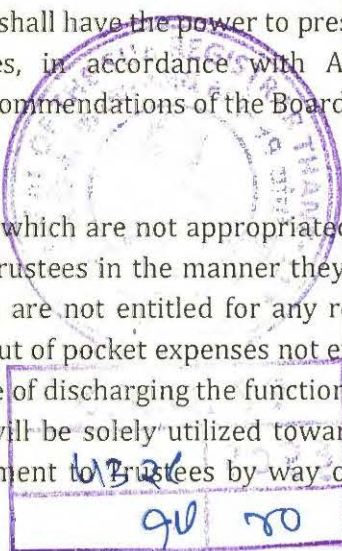 shall have the power to pres
es, in accordance with A
ommendations of the Board
which are not appropriated
rustees in the manner they
are not entitled for any r
ut of pocket expenses not e
e of discharging the function
vill be solely utilized towar
ment to Trustees by way o